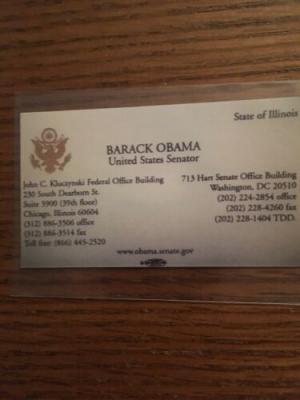 State of Illinois
BARACK OBAMA
United States Senator
John C. Kluczynski Federal Office Building
230 South Dearborn St.
Suite 3900 (39th floor)
Chicago, Illinois 60604
(312) 886-3506 office
(312) 886-3514 fax
Toll free: (866) 445-2520
713 Hart Senate Office Building
Washington, DC 20510
(202) 224-2854 office
(202) 228-4260 fax
(202) 228-1404 TDD.
www.obama.senate.gov